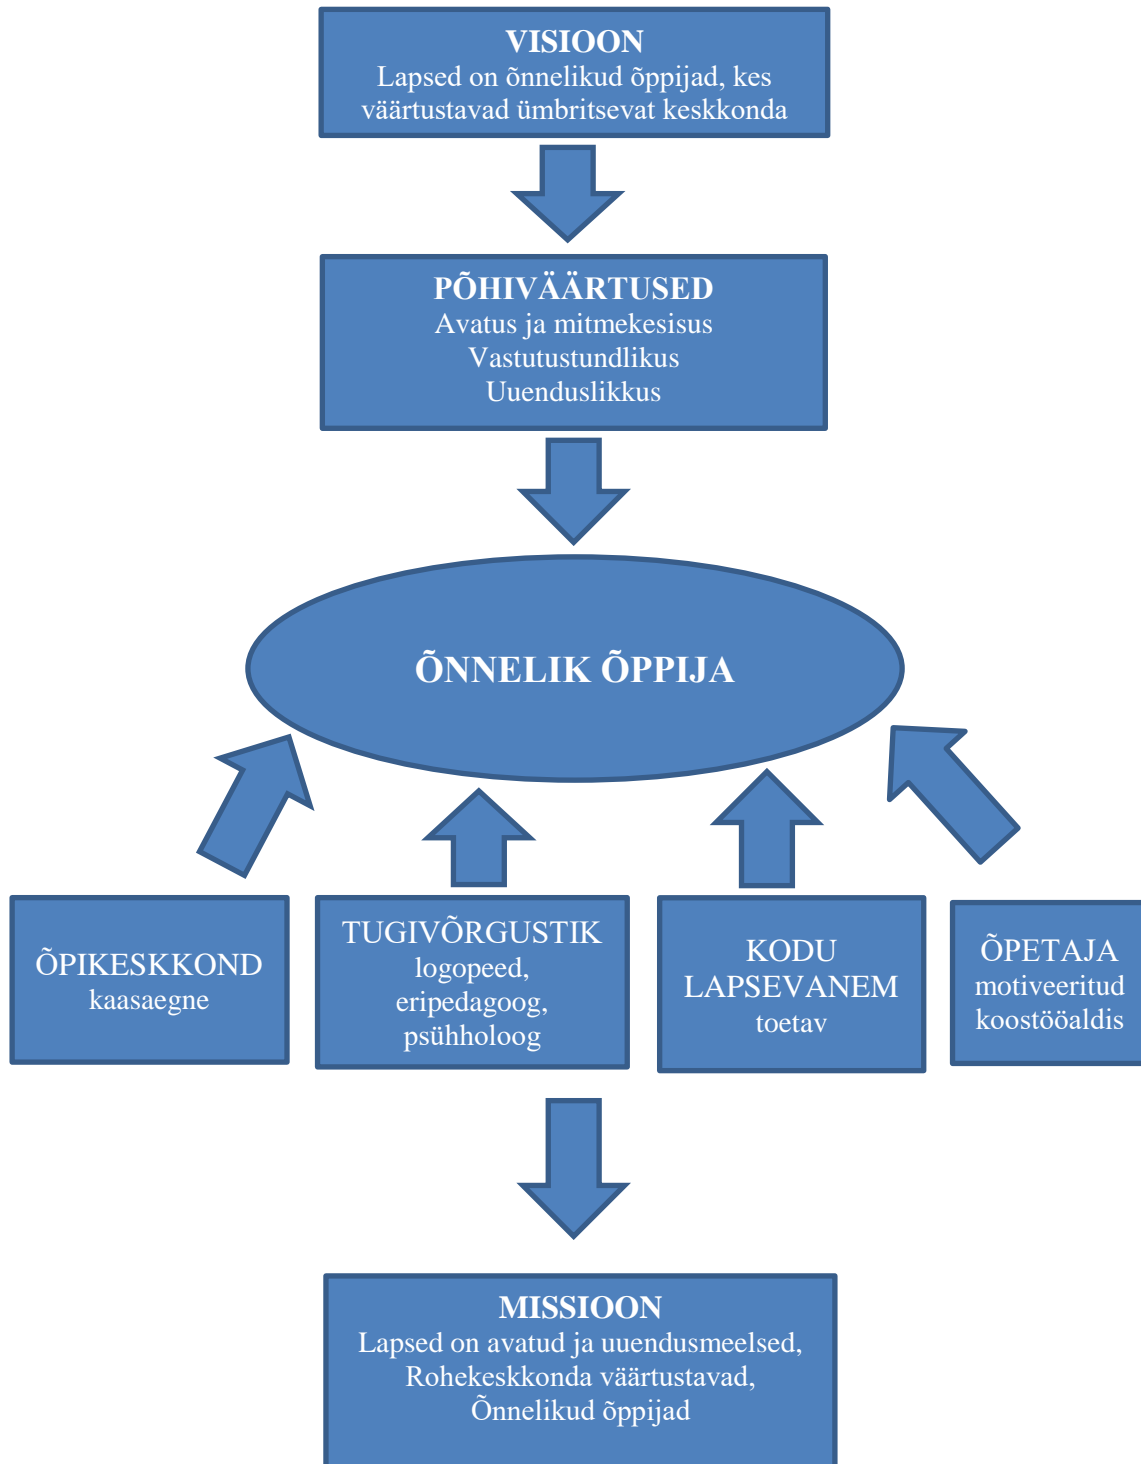 VISIOON
Lapsed on õnnelikud õppijad, kes
väärtustavad ümbritsevat keskkonda
PÕHIVÄÄRTUSED
Avatus ja mitmekesisus
Vastutustundlikus
Uuenduslikkus
ÕNNELIK ÕPPIJA
ÕPIKESKKOND
kaasaegne
TUGIVÕRGUSTIK
logopeed,
eripedagoog,
psühholoog
KODU
LAPSEVANEM
toetav
ÕPETAJA
motiveeritud
koostööaldis
MISSIOON
Lapsed on avatud ja uuendusmeelsed,
Rohekeskkonda väärtustavad,
Õnnelikud õppijad